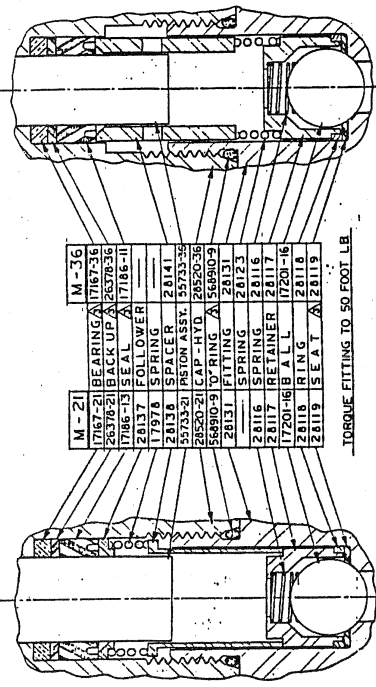 M-21 M-36
17167-21 BEARING 17167-36
26378-21 BACK UP 26378-36
17186-13 SEAL 17186-11
28137 FOLLOWER
17978 SPRING
28138 SPACER 28141
55733-21 PISTON ASSY. 55733-36
28520-21 CAP-HYD 28520-36
568910-9 "O" RING 568910-9
28131 FITTING 28131
SPRING 28123
28116 SPRING 28116
28117 RETAINER 28117
17201-16 BALL 17201-16
28118 RING 28118
28119 SEAT 28119
TORQUE FITTING TO 50 FOOT LB